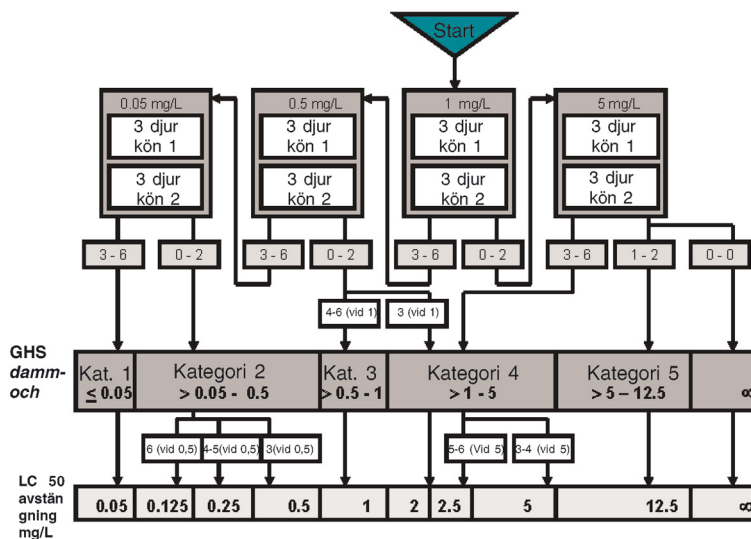 Start
0.05 mg/L
0.5 mg/L
1 mg/L
5 mg/L
3 djur
kön 1
3 djur
kön 1
3 djur
kön 1
3 djur
kön 1
3 djur
kön 2
3 djur
kön 2
3 djur
kön 2
3 djur
kön 2
3 - 6
0 - 2
3 - 6
0 - 2
3 - 6
0 - 2
3 - 6
1 - 2
0 - 0
4-6 (vid 1)
3 (vid 1)
GHS
damm-
och
Kat. 1
≤ 0.05
Kategori 2
> 0.05 - 0.5
Kat. 3
> 0.5 - 1
Kategori 4
> 1 - 5
Kategori 5
> 5 – 12.5
∞
6 (vid 0,5)
4-5(vid 0,5)
3(vid 0,5)
5-6 (Vid 5)
3-4 (vid 5)
LC 50
avstän
gning
mg/L
0.05
0.125
0.25
0.5
1
2
2.5
5
12.5
∞